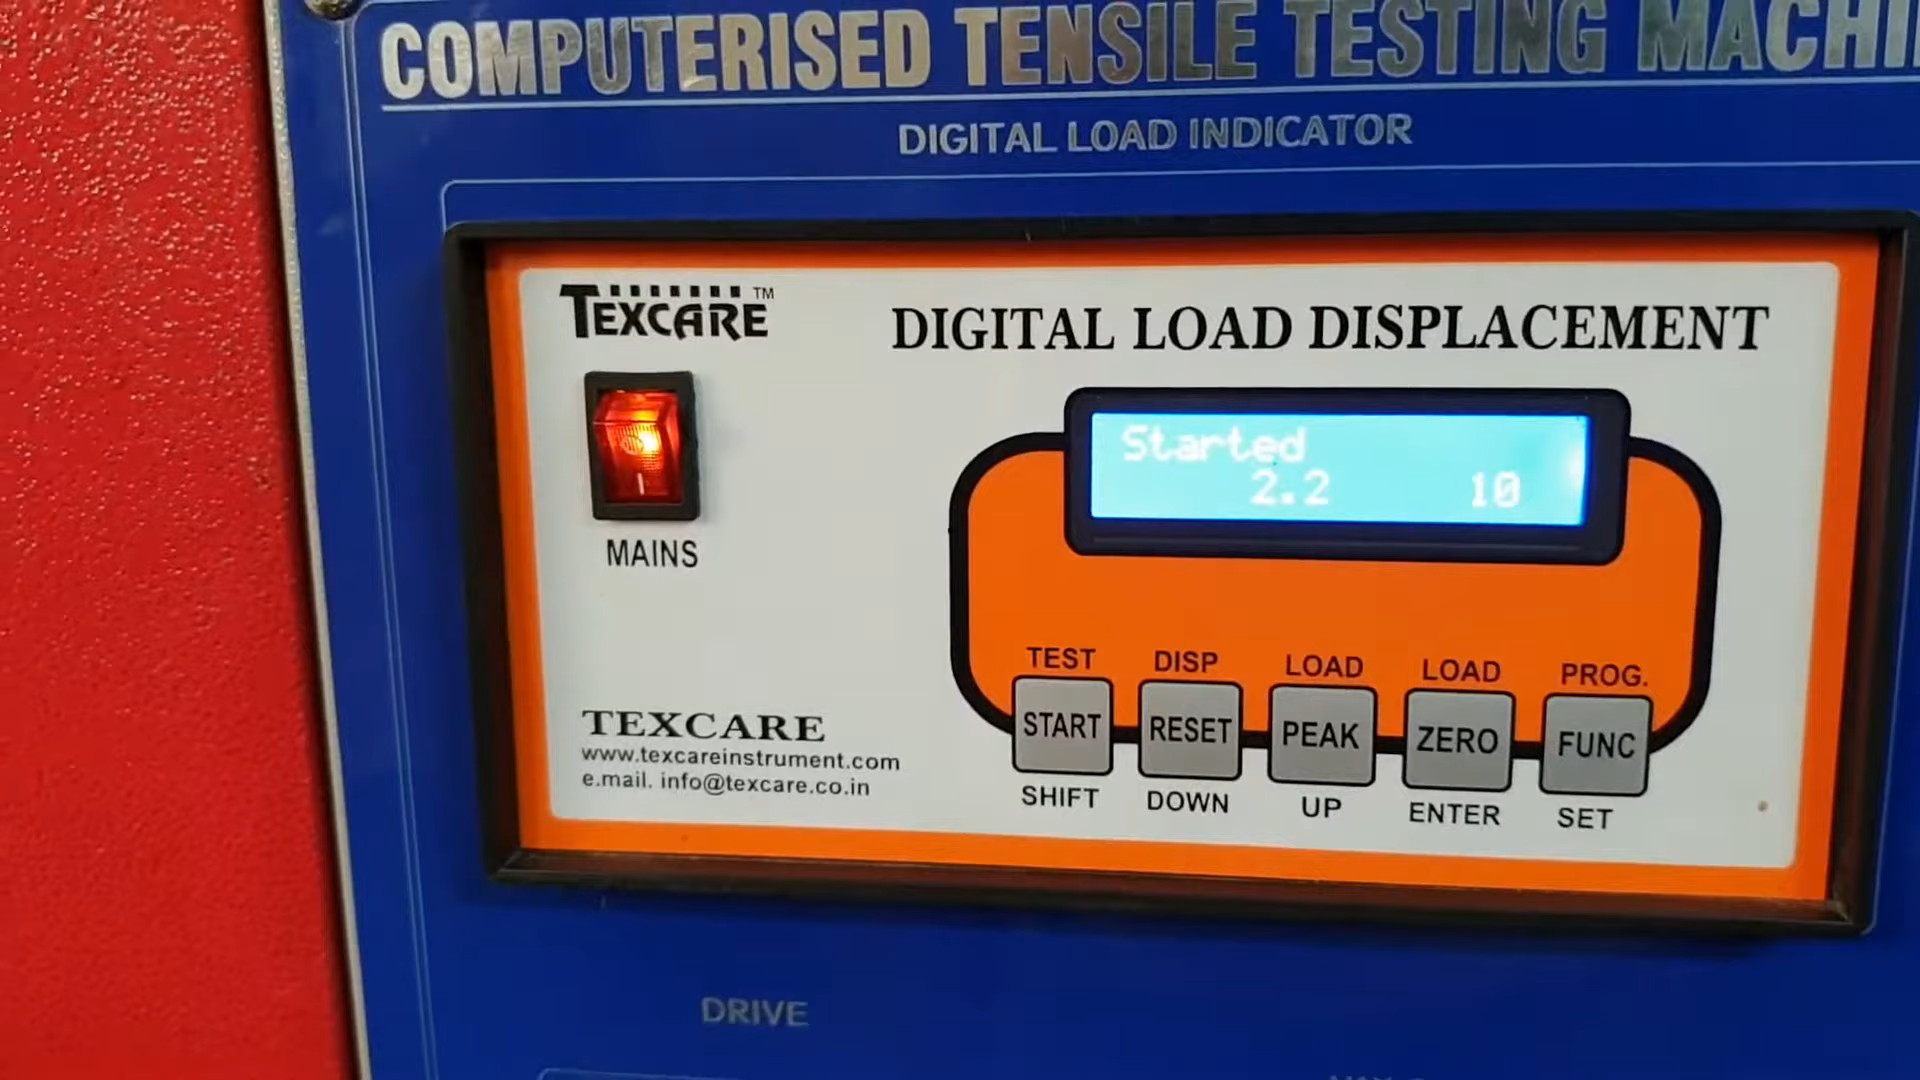 COMPUTERISED TENSILE TESTING MACHI
DIGITAL LOAD INDICATOR
TEXCARE™
DIGITAL LOAD DISPLACEMENT
Started
2.2 10
MAINS
TEST DISP LOAD LOAD PROG.
START RESET PEAK ZERO FUNC
SHIFT DOWN UP ENTER SET
TEXCARE
www.texcareinstrument.com
e.mail. info@texcare.co.in
DRIVE